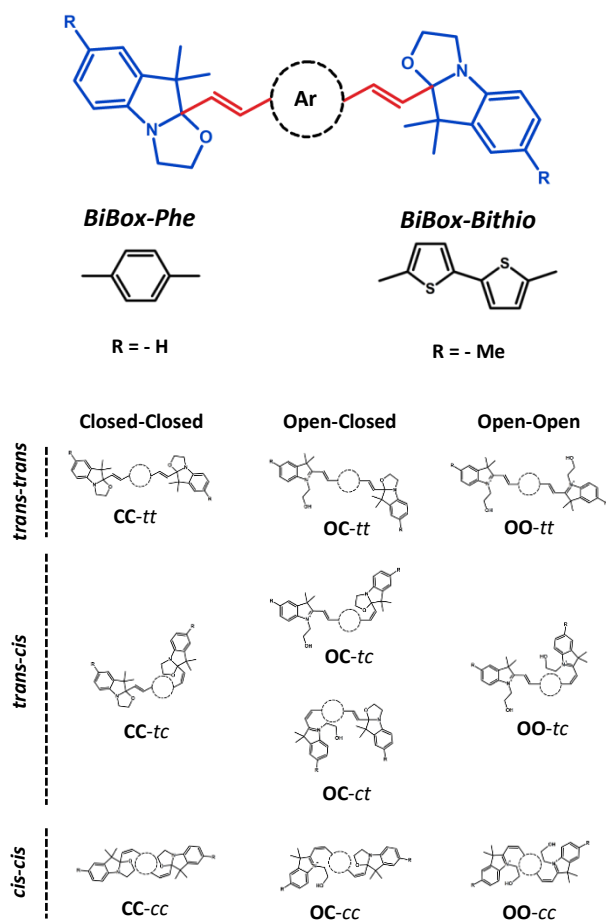 R
O
N
Ar
N
O
R
BiBox-Phe
BiBox-Bithio
S
S
R = - H
R = - Me
Closed-Closed
Open-Closed
Open-Open
trans-trans
CC-tt
OC-tt
OO-tt
trans-cis
OC-tc
CC-tc
OO-tc
OC-ct
cis-cis
CC-cc
OC-cc
OO-cc